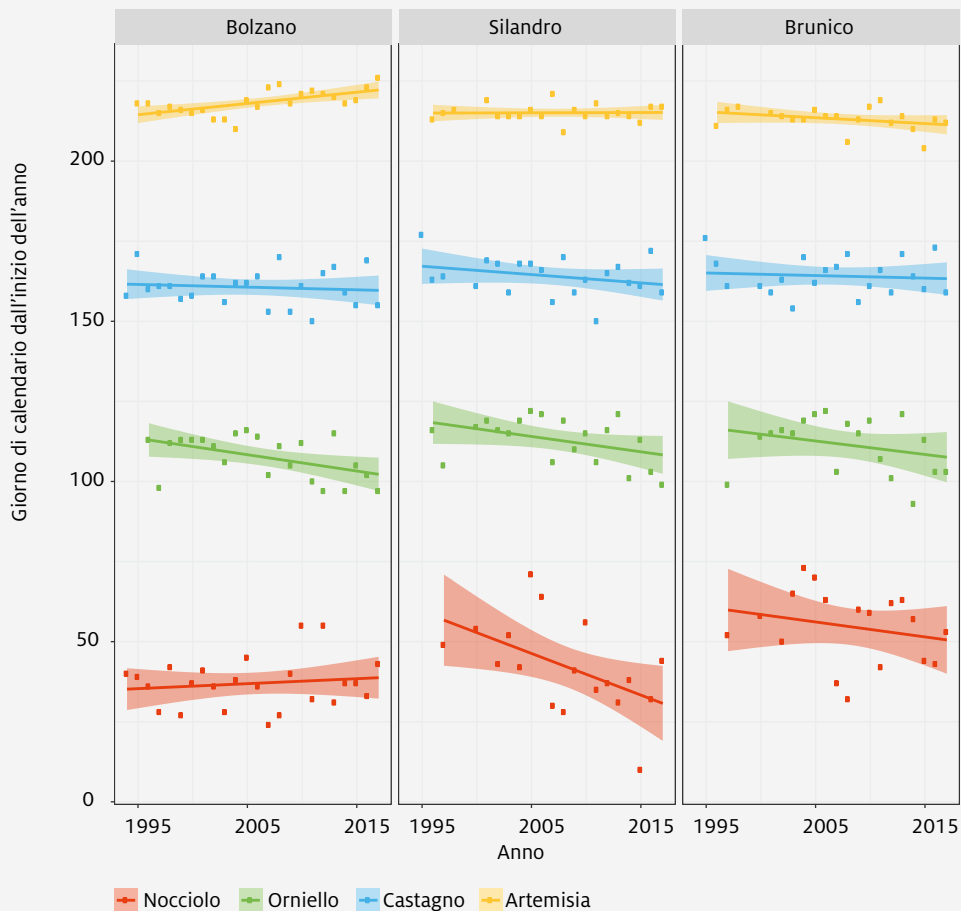 Bolzano Silandro Brunico
Giorno di calendario dall'inizio dell'anno
200
150
100
50
0
1995 2005 2015 1995 2005 2015 1995 2005 2015
Anno
Nocciolo Orniello Castagno Artemisia